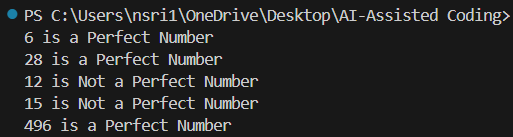 PS C:\Users\nsri1\OneDrive\Desktop\AI-Assisted Coding>
6 is a Perfect Number
28 is a Perfect Number
12 is Not a Perfect Number
15 is Not a Perfect Number
496 is a Perfect Number